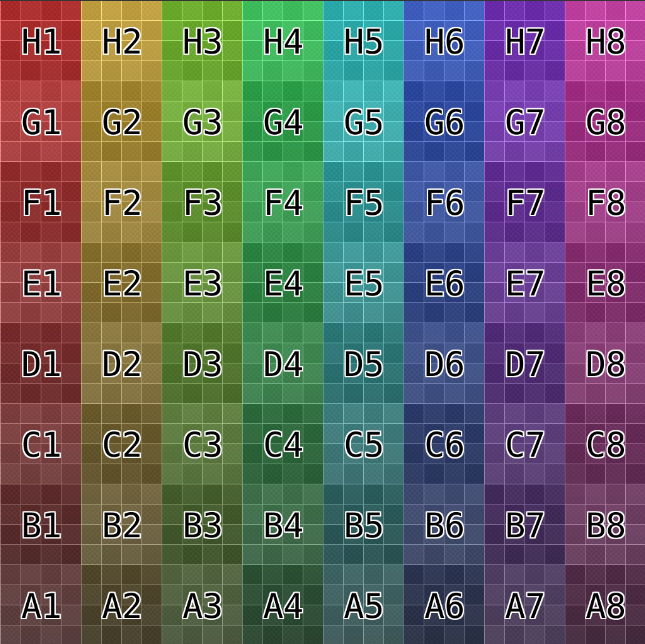 H1 H2 H3 H4 H5 H6 H7 H8
G1 G2 G3 G4 G5 G6 G7 G8
F1 F2 F3 F4 F5 F6 F7 F8
E1 E2 E3 E4 E5 E6 E7 E8
D1 D2 D3 D4 D5 D6 D7 D8
C1 C2 C3 C4 C5 C6 C7 C8
B1 B2 B3 B4 B5 B6 B7 B8
A1 A2 A3 A4 A5 A6 A7 A8